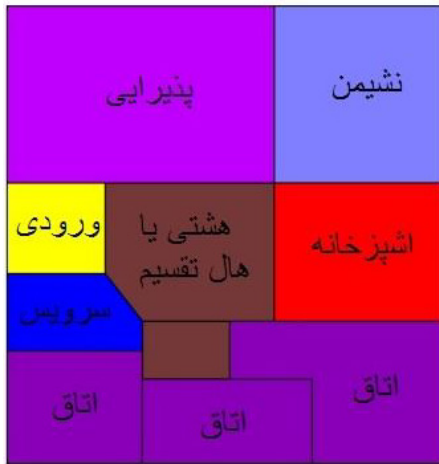 پذیرایی
نشیمن
ورودی
هشتی یا
هال تقسیم
اشپزخانه
سرویس
اتاق
اتاق
اتاق